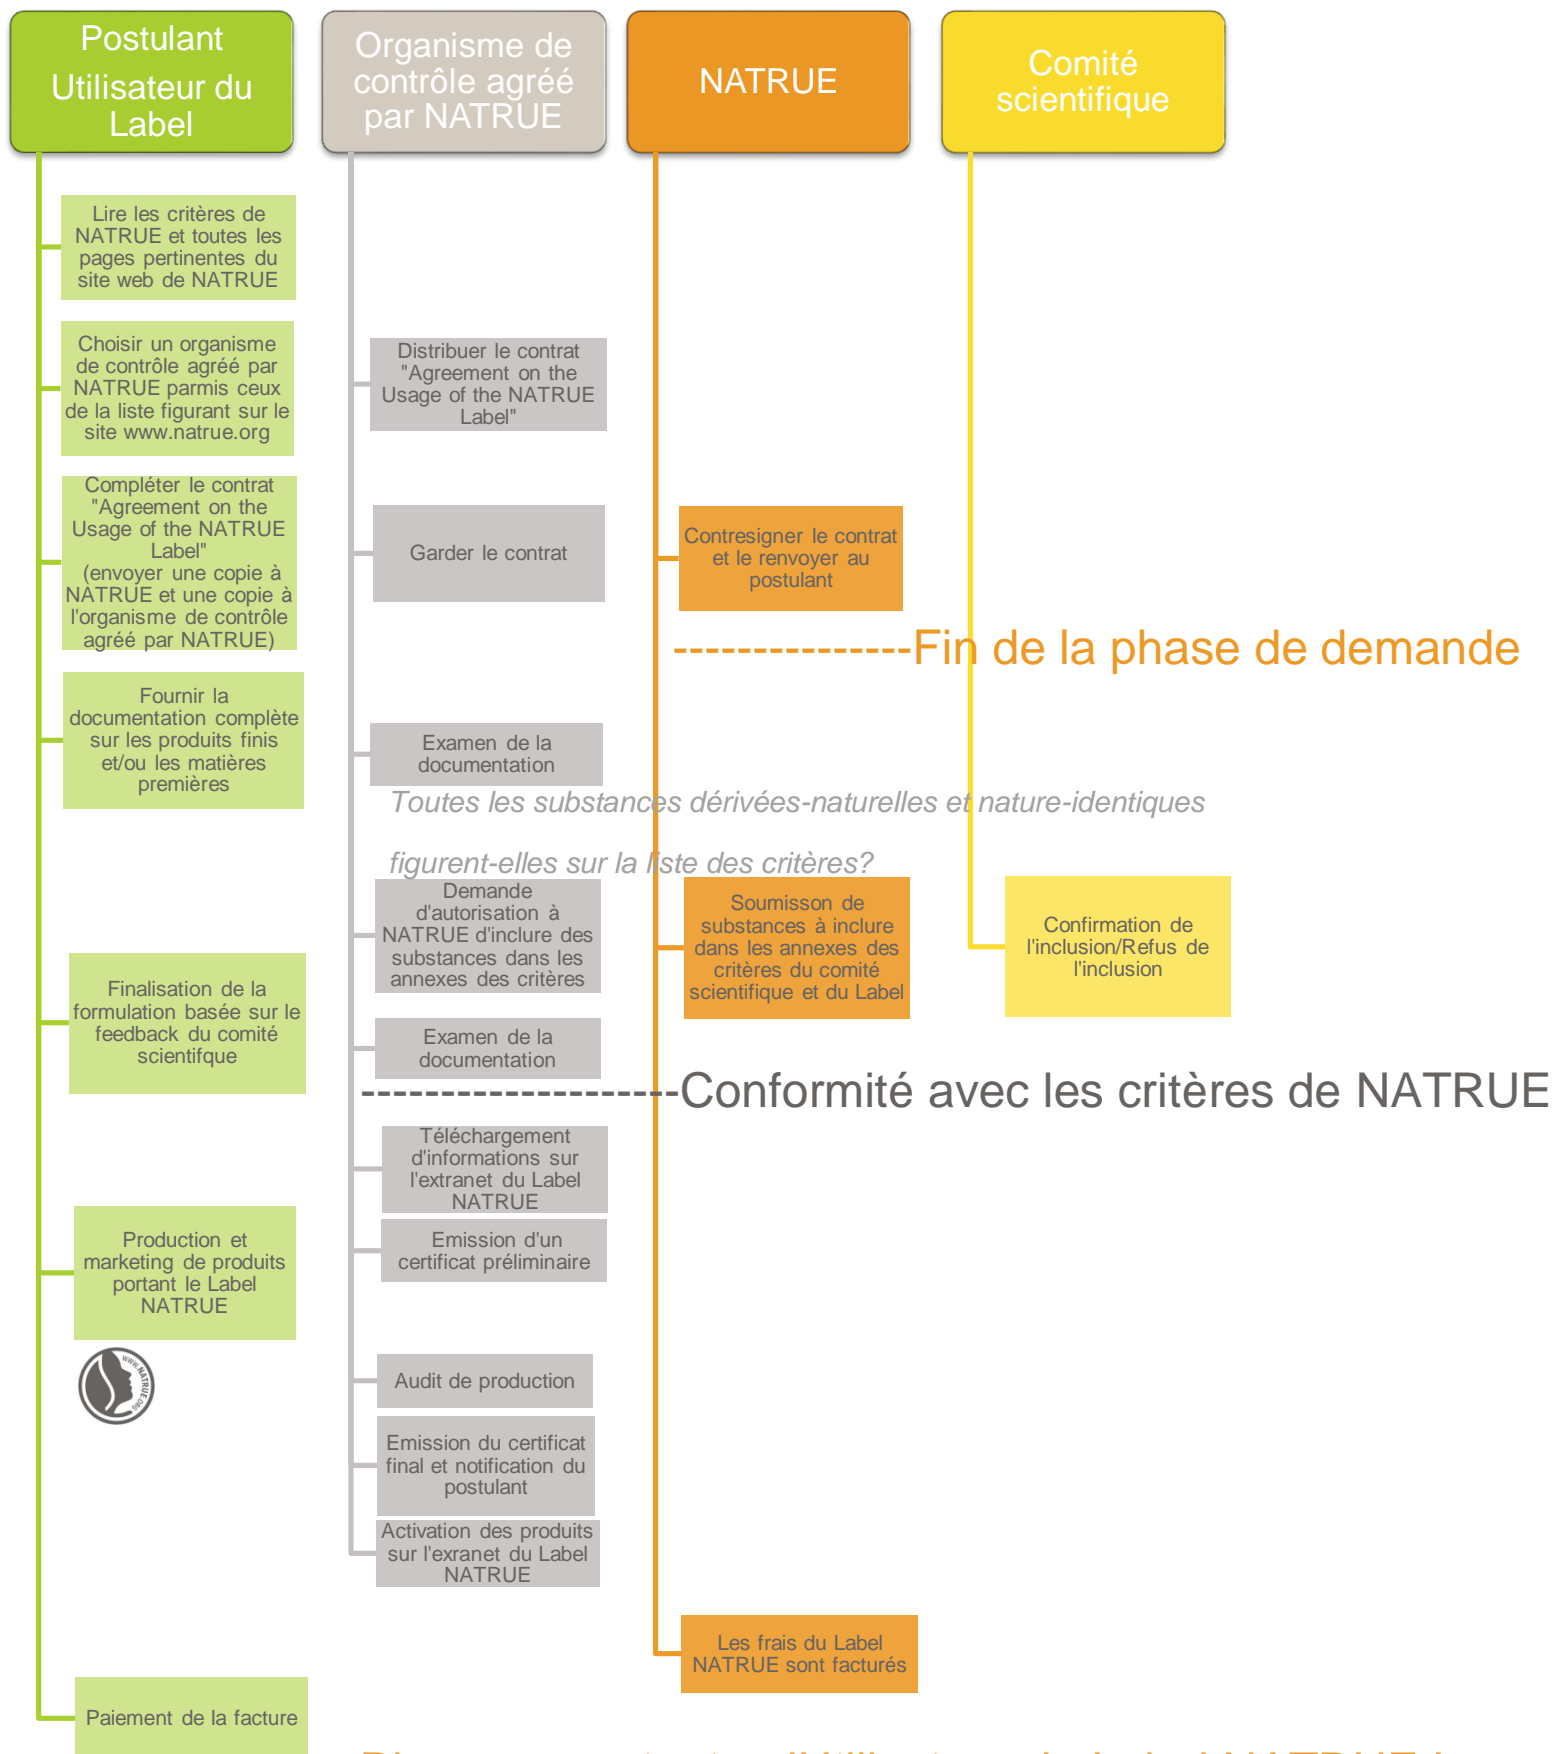 Postulant
Utilisateur du
Label
Organisme de
contrôle agréé
par NATRUE
NATRUE
Comité
scientifique
Lire les critères de
NATRUE et toutes les
pages pertinentes du
site web de NATRUE
Choisir un organisme
de contrôle agréé par
NATRUE parmis ceux
de la liste figurant sur le
site www.natrue.org
Distribuer le contrat
"Agreement on the
Usage of the NATRUE
Label"
Compléter le contrat
"Agreement on the
Usage of the NATRUE
Label"
(envoyer une copie à
NATRUE et une copie à
l'organisme de contrôle
agréé par NATRUE)
Garder le contrat
Contresigner le contrat
et le renvoyer au
postulant
---------------Fin de la phase de demande
Fournir la
documentation complète
sur les produits finis
et/ou les matières
premières
Examen de la
documentation
Toutes les substances dérivées-naturelles et nature-identiques
figurent-elles sur la liste des critères?
Demande
d'autorisation à
NATRUE d'inclure des
substances dans les
annexes des critères
Soumisson de
substances à inclure
dans les annexes des
critères du comité
scientifique et du Label
Confirmation de
l'inclusion/Refus de
l'inclusion
Finalisation de la
formulation basée sur le
feedback du comité
scientifque
Examen de la
documentation
--------------------Conformité avec les critères de NATRUE
Téléchargement
d'informations sur
l'extranet du Label
NATRUE
Emission d'un
certificat préliminaire
Production et
marketing de produits
portant le Label
NATRUE
WWW.NATRUE.ORG
Audit de production
Emission du certificat
final et notification du
postulant
Activation des produits
sur l'exranet du Label
NATRUE
Les frais du Label
NATRUE sont facturés
Paiement de la facture